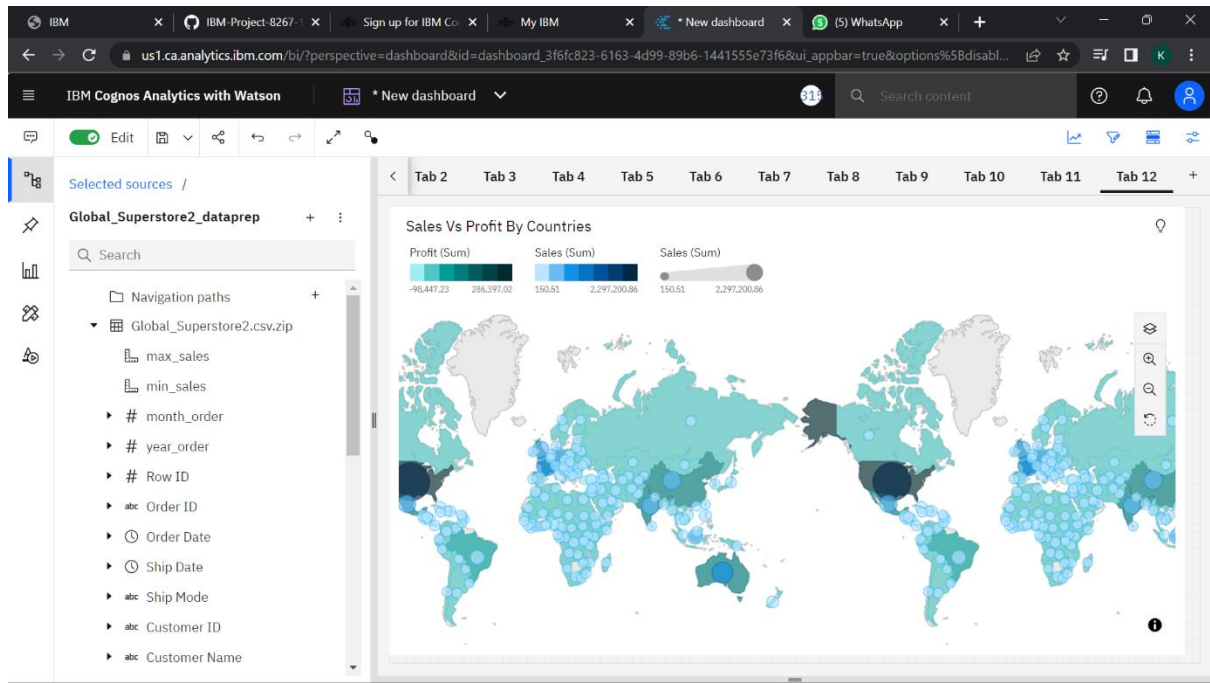 IBM
IBM-Project-8267-1
Sign up for IBM Co
My IBM
* New dashboard
(5) WhatsApp
us1.ca.analytics.ibm.com/bi/?perspective=dashboard&id=dashboard_3f6fc823-6163-4d99-89b6-1441555e73f6&ui_appbar=true&options%5Bdisabl...
K
IBM Cognos Analytics with Watson
* New dashboard
315
Search content
Edit
Selected sources /
Tab 2 Tab 3 Tab 4 Tab 5 Tab 6 Tab 7 Tab 8 Tab 9 Tab 10 Tab 11 Tab 12
Global_Superstore2_dataprep
Search
Navigation paths
Global_Superstore2.csv.zip
max_sales
min_sales
# month_order
# year_order
# Row ID
abc Order ID
Order Date
Ship Date
abc Ship Mode
abc Customer ID
abc Customer Name
Sales Vs Profit By Countries
Profit (Sum) Sales (Sum) Sales (Sum)
-98,447.23 286,397.02 150.51 2,297,200.86 150.51 2,297,200.86